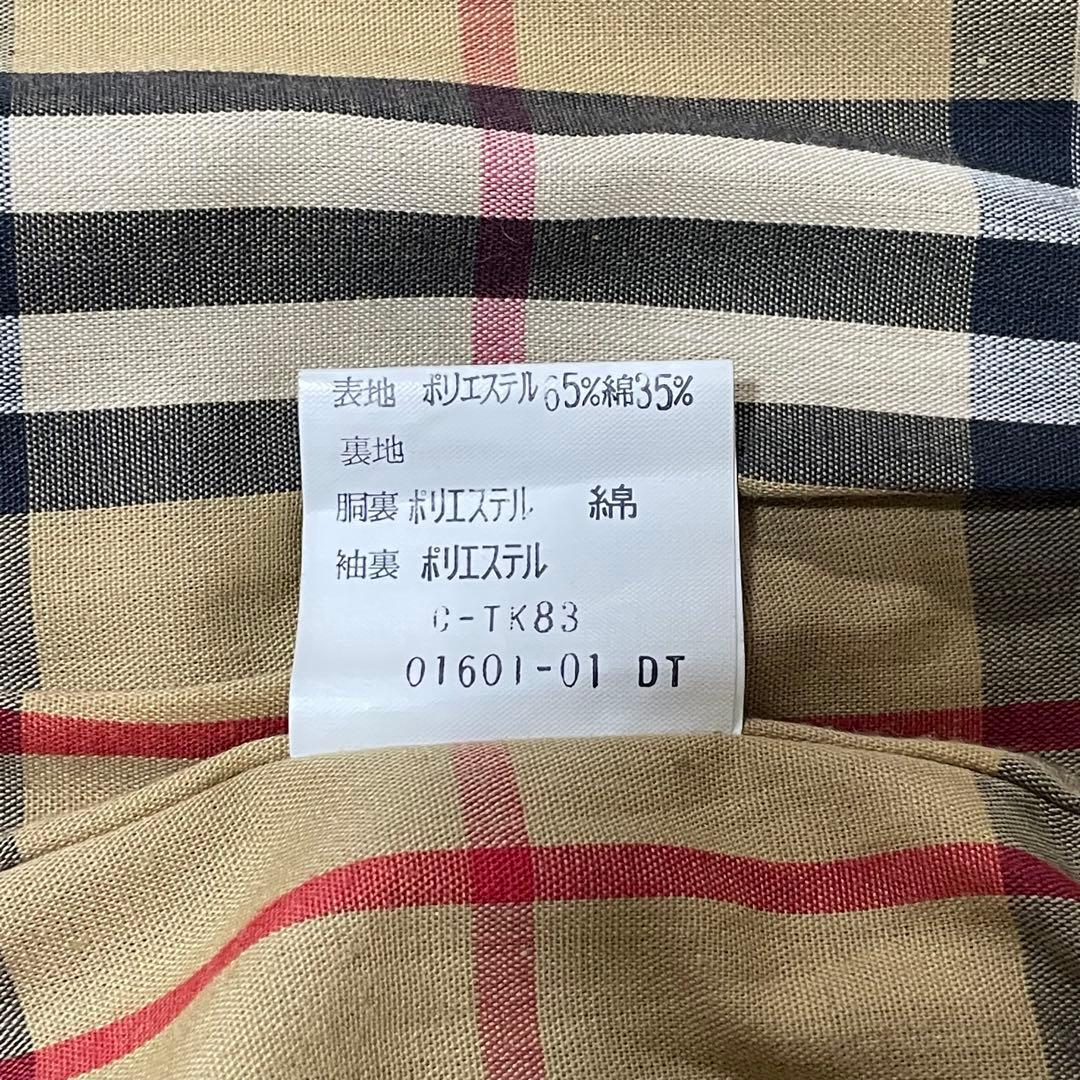 表地 ポリエステル65%綿35%
裏地
胴裏 ポリエステル 綿
袖裏 ポリエステル
C-TK83
01601-01 DT